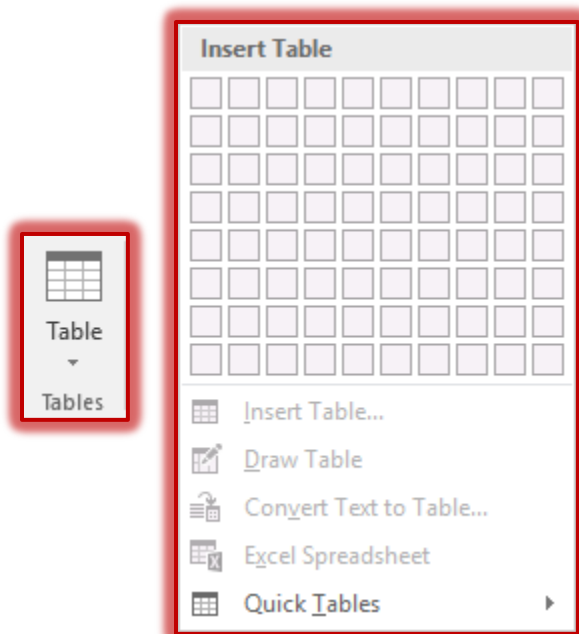 Table
Tables
Insert Table
Insert Table...
Draw Table
Convert Text to Table...
Excel Spreadsheet
Quick Tables